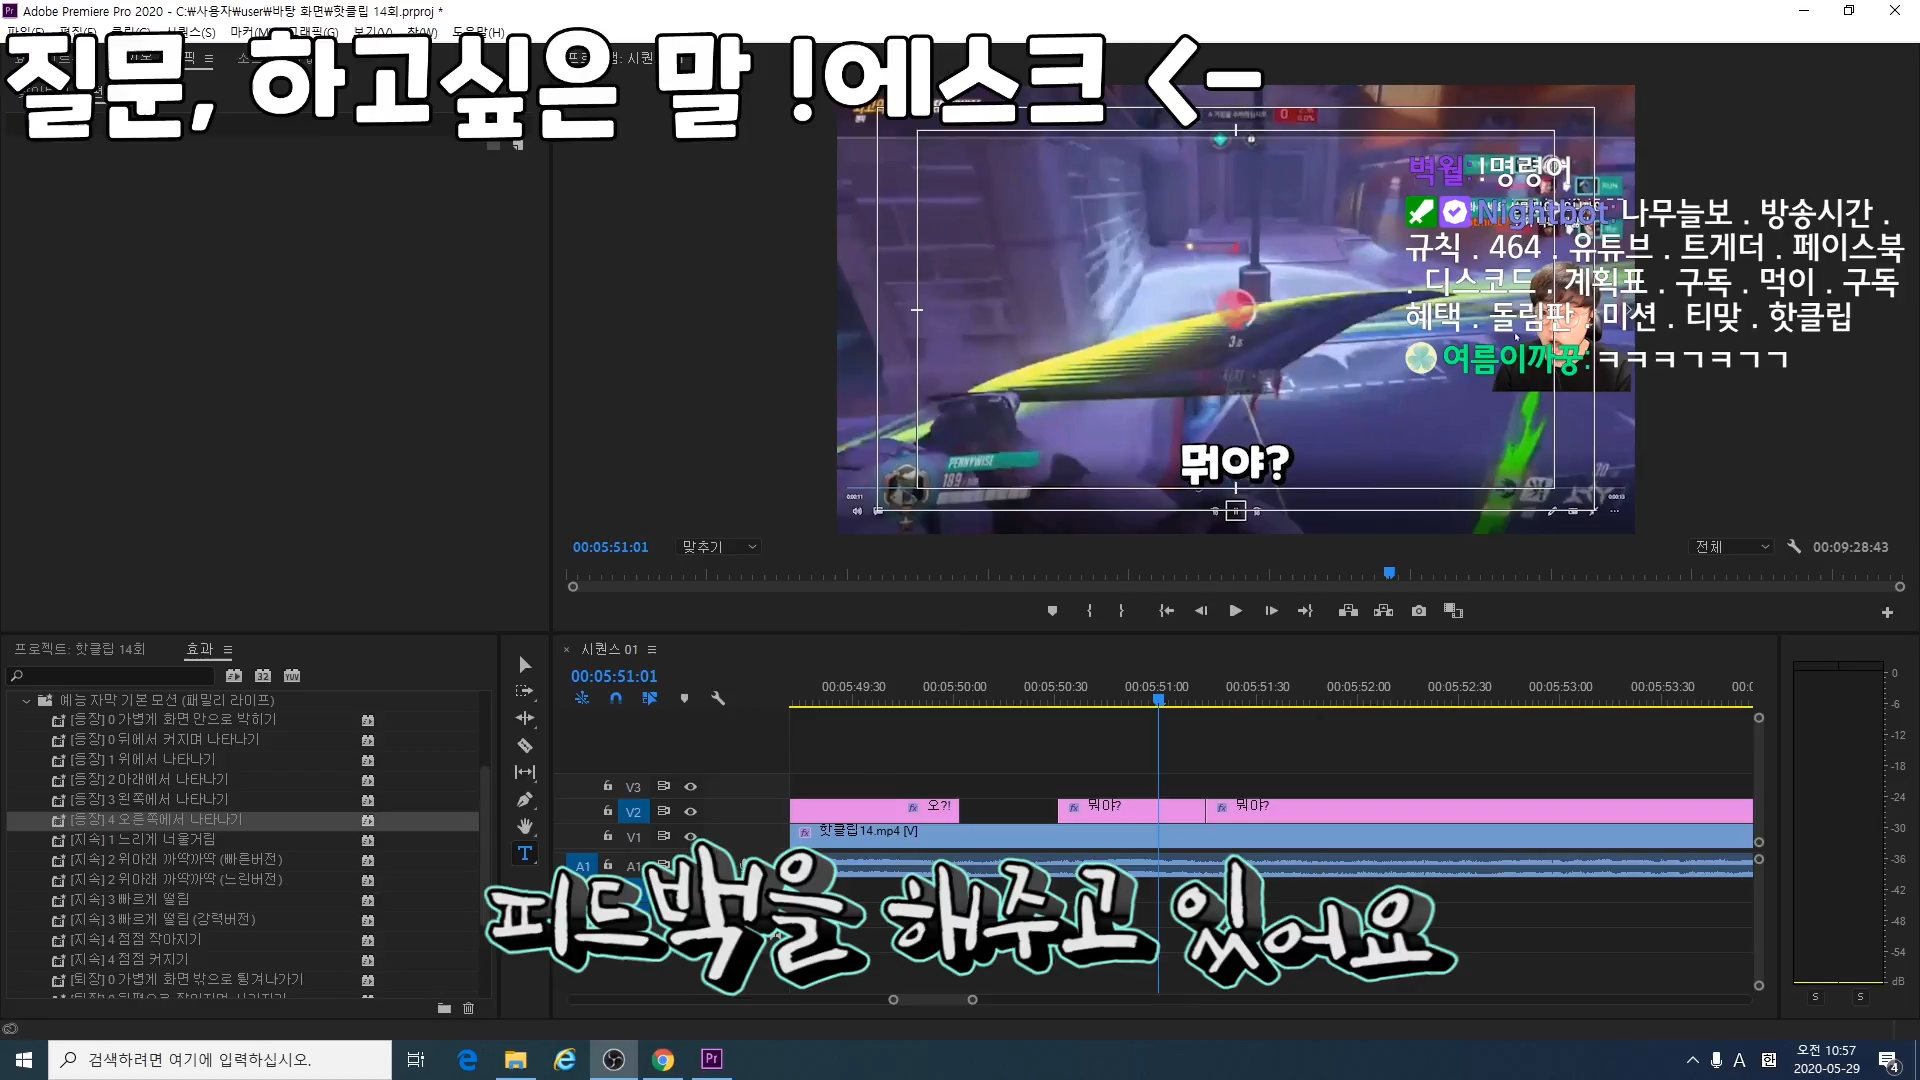 Adobe Premiere Pro 2020 - C:₩사용자₩user₩바탕 화면₩핫클립 14회.prproj *
질문, 하고싶은 말 !에스크 <-
벽월: !명령어
Nightbot: 나무늘보 . 방송시간 .
규칙 . 464 . 유튜브 . 트게더 . 페이스북
. 디스코드 . 계획표 . 구독 . 먹이 . 구독
혜택 . 돌림판 . 미션 . 티맞 . 핫클립
여름이까꿍: ㅋㅋㅋㄱㅋㄱㄱ
PENNYWISE
뭐야?
00:05:51:01
맞추기
전체
00:09:28:43
프로젝트: 핫클립 14회
효과
예능 자막 기본 모션 (패밀리 라이프)
[등장] 0 가볍게 화면 안으로 박히기
[등장] 0 뒤에서 커지며 나타나기
[등장] 1 위에서 나타나기
[등장] 2 아래에서 나타나기
[등장] 3 왼쪽에서 나타나기
[등장] 4 오른쪽에서 나타나기
[지속] 1 느리게 너울거림
[지속] 2 위아래 까딱까딱 (빠른버전)
[지속] 2 위아래 까딱까딱 (느린버전)
[지속] 3 빠르게 떨림
[지속] 3 빠르게 떨림 (강력버전)
[지속] 4 점점 작아지기
[지속] 4 점점 커지기
[퇴장] 0 가볍게 화면 밖으로 튕겨나가기
시퀀스 01
00:05:51:01
00:05:49:30 00:05:50:00 00:05:50:30 00:05:51:00 00:05:51:30 00:05:52:00 00:05:52:30 00:05:53:00 00:05:53:30
V3
V2
오?!
뭐야?
뭐야?
V1
핫클립14.mp4 [V]
A1
A1
피드백을 해주고 있어요
0
-6
-12
-18
-24
-30
-36
-42
-48
-54
dB
S S
검색하려면 여기에 입력하십시오.
A
한
오전 10:57
2020-05-29
4